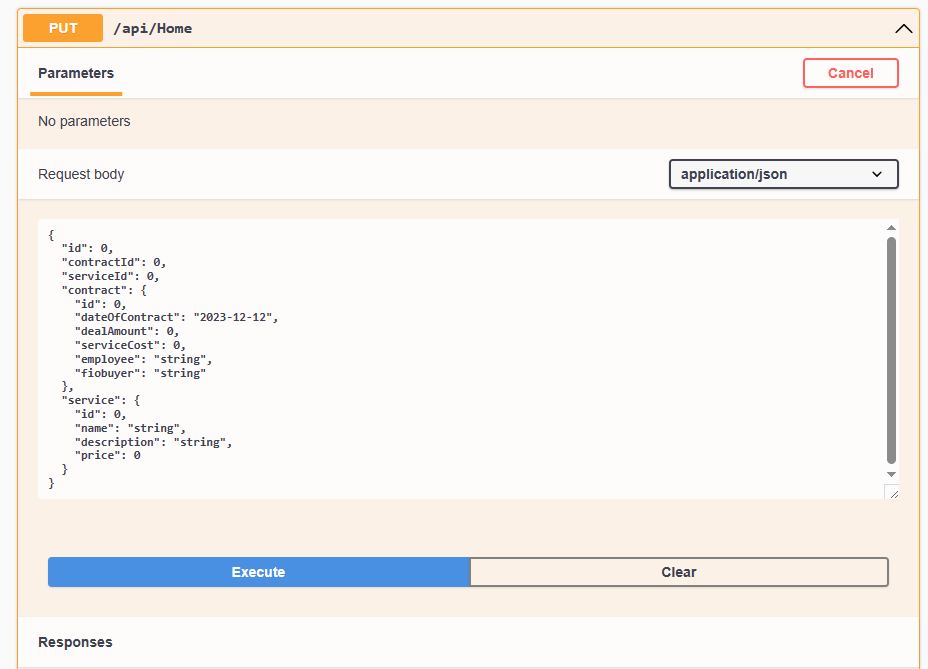 PUT /api/Home
Parameters
Cancel
No parameters
Request body
application/json
{
  "id": 0,
  "contractId": 0,
  "serviceId": 0,
  "contract": {
    "id": 0,
    "dateOfContract": "2023-12-12",
    "dealAmount": 0,
    "serviceCost": 0,
    "employee": "string",
    "fiobuyer": "string"
  },
  "service": {
    "id": 0,
    "name": "string",
    "description": "string",
    "price": 0
  }
}
Execute
Clear
Responses